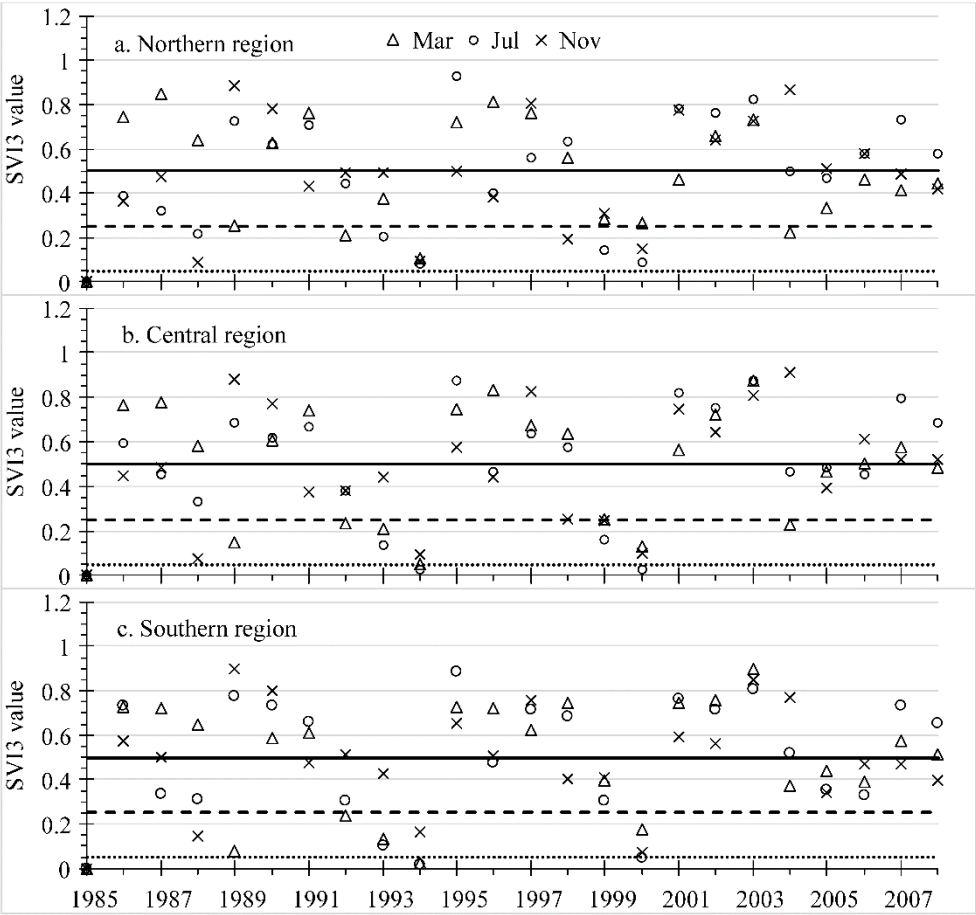 a. Northern region
Mar Jul Nov
SVI3 value
1.2
1
0.8
0.6
0.4
0.2
0
b. Central region
SVI3 value
1.2
1
0.8
0.6
0.4
0.2
0
c. Southern region
SVI3 value
1.2
1
0.8
0.6
0.4
0.2
0
1985 1987 1989 1991 1993 1995 1997 1999 2001 2003 2005 2007